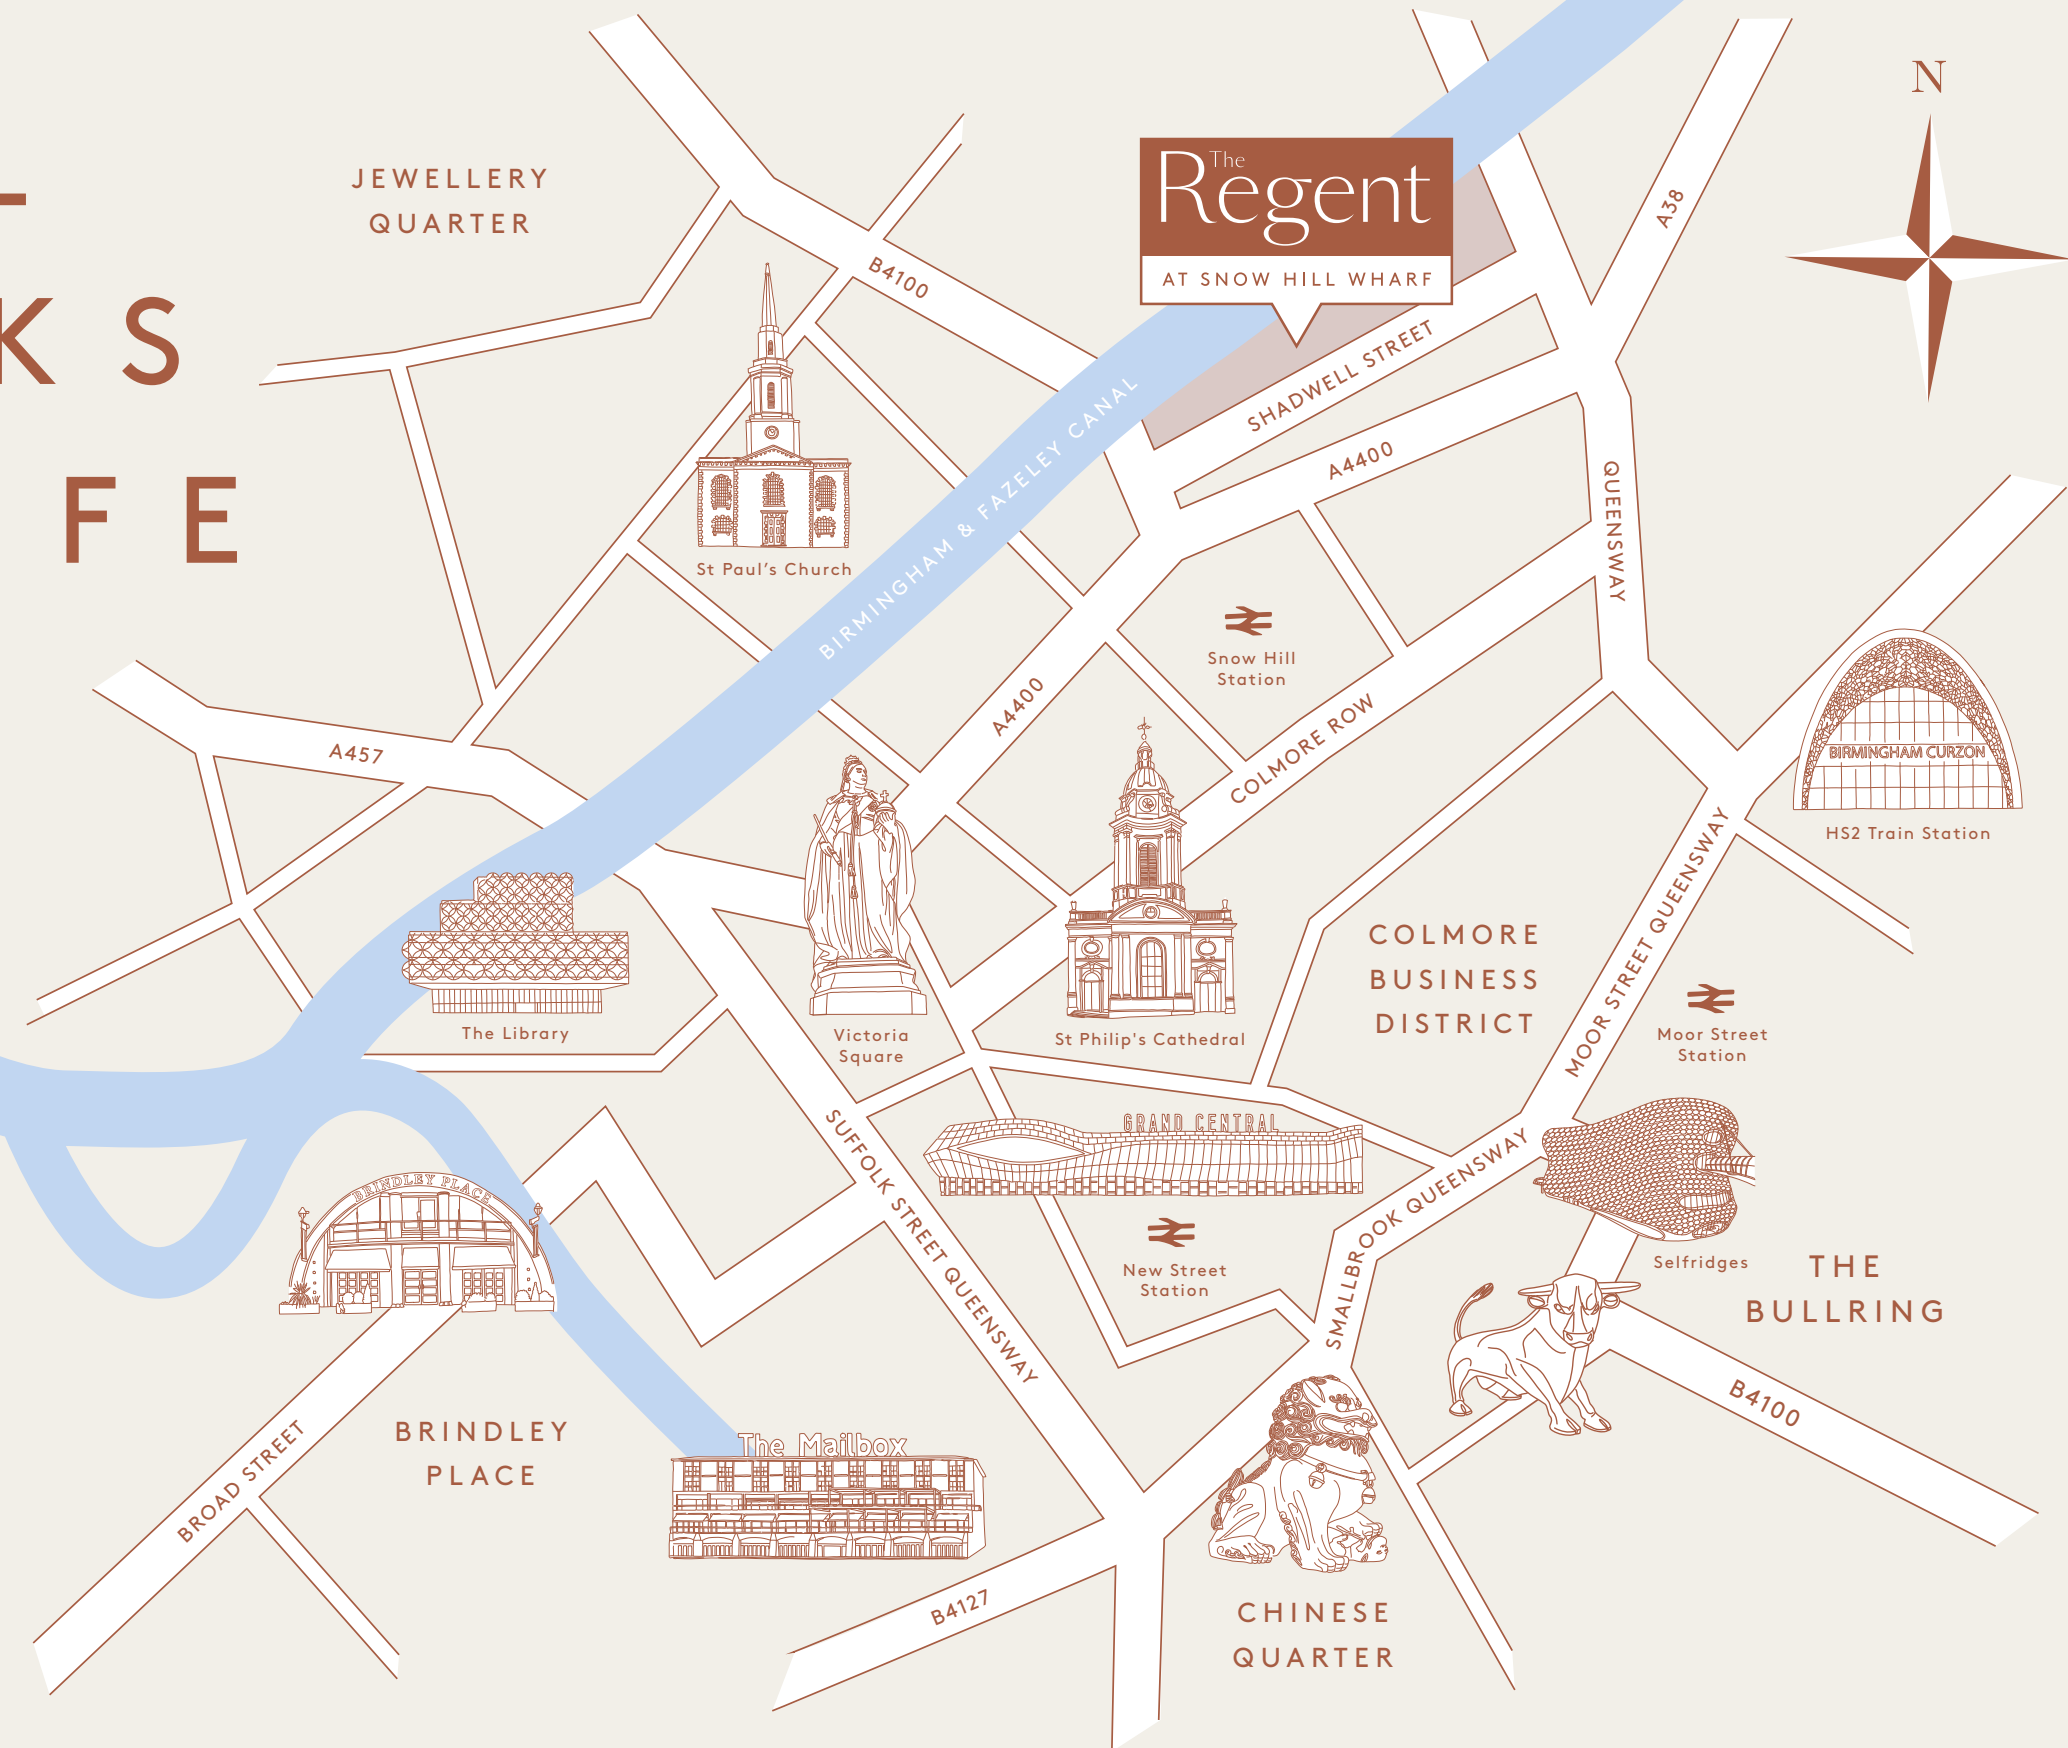 N
JEWELLERY
QUARTER
The
Regent
AT SNOW HILL WHARF
A38
B4100
K S
F E
SHADWELL STREET
BIRMINGHAM & FAZELEY CANAL
A4400
QUEENSWAY
St Paul's Church
Snow Hill
Station
A4400
COLMORE ROW
A457
BIRMINGHAM CURZON
HS2 Train Station
MOOR STREET QUEENSWAY
COLMORE
BUSINESS
DISTRICT
The Library
Victoria
Square
St Philip's Cathedral
Moor Street
Station
GRAND CENTRAL
SUFFOLK STREET QUEENSWAY
SMALLBROOK QUEENSWAY
BRINDLEY PLACE
New Street
Station
Selfridges
THE
BULLRING
B4100
BROAD STREET
BRINDLEY
PLACE
The Mailbox
B4127
CHINESE
QUARTER